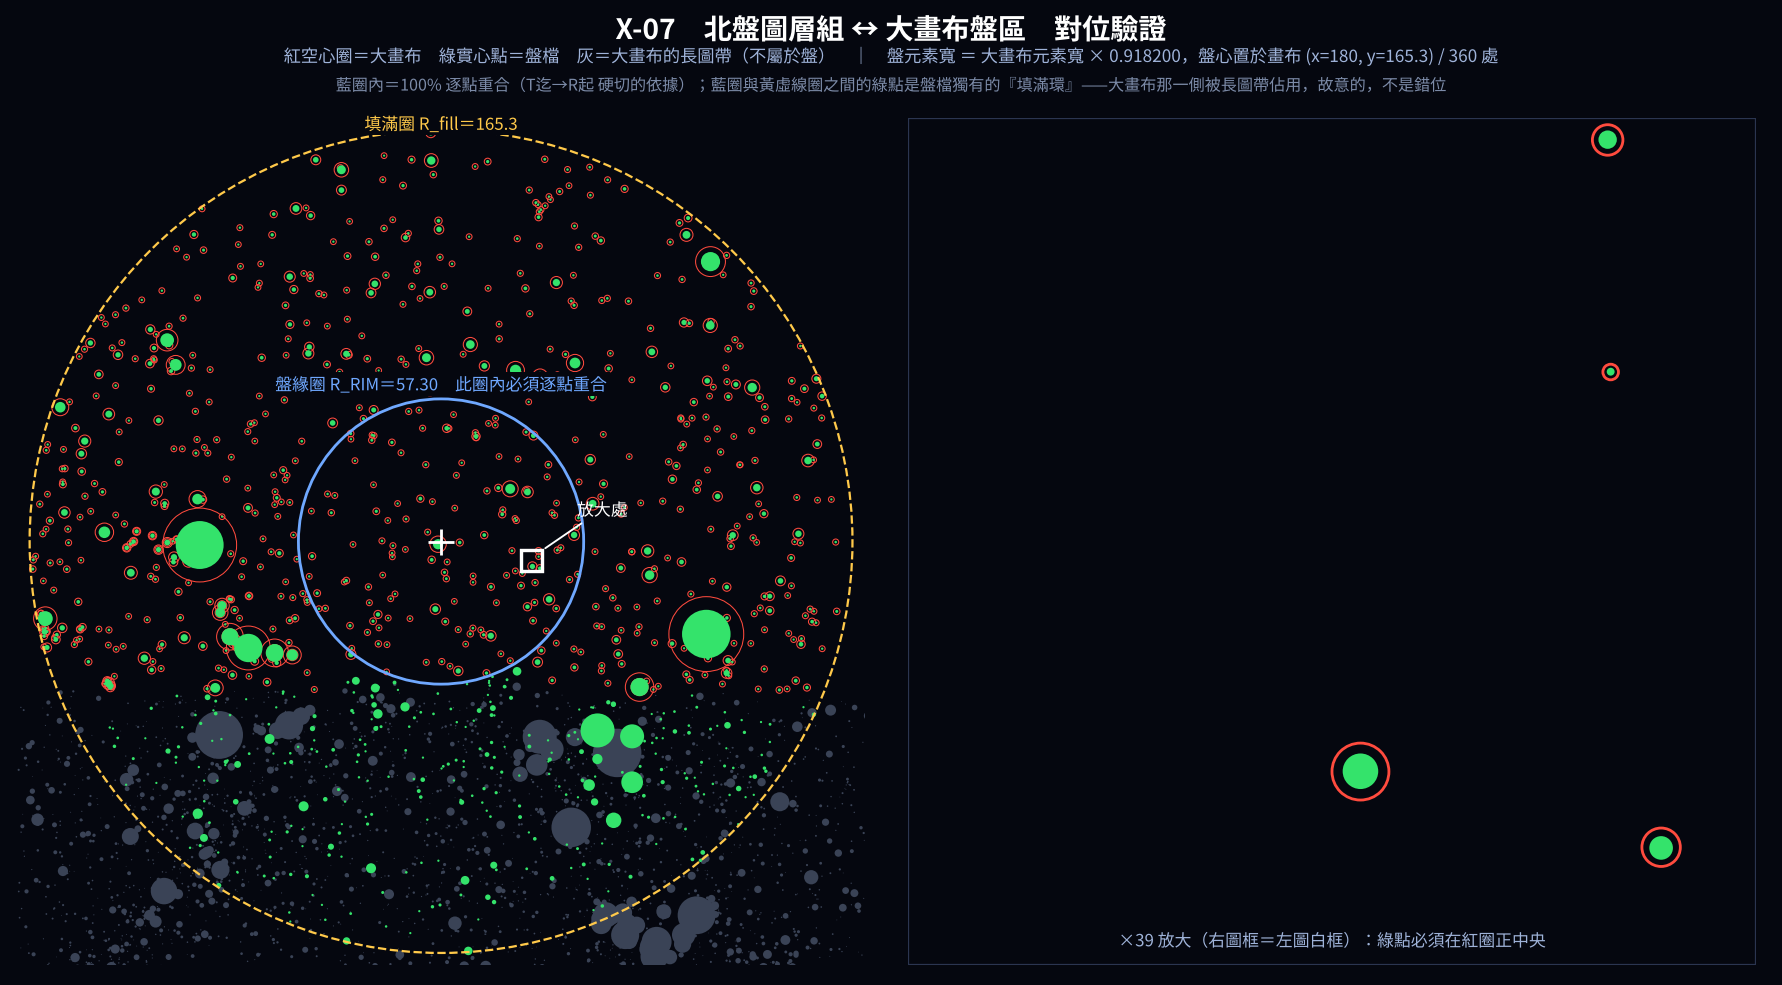 X-07　北盤圖層組 ↔ 大畫布盤區　對位驗證
紅空心圈＝大畫布　綠實心點＝盤檔　灰＝大畫布的長圖帶（不屬於盤）　｜　盤元素寬 ＝ 大畫布元素寬 × 0.918200，盤心置於畫布 (x=180, y=165.3) / 360 處
藍圈內＝100% 逐點重合（T迄→R起 硬切的依據）；藍圈與黃虛線圈之間的綠點是盤檔獨有的『填滿環』——大畫布那一側被長圖帶佔用，故意的，不是錯位
填滿圈 R_fill＝165.3
盤緣圈 R_RIM＝57.30　此圈內必須逐點重合
放大處
×39 放大（右圖框＝左圖白框）：綠點必須在紅圈正中央